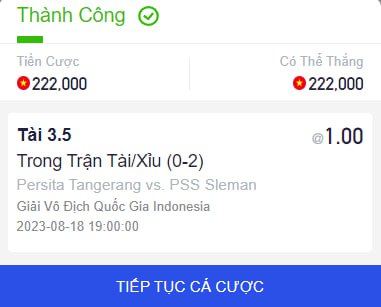 Thành Công
Tiền Cược
Có Thể Thắng
222,000
222,000
Tài 3.5
@1.00
Trong Trận Tài/Xỉu (0-2)
Persita Tangerang vs. PSS Sleman
Giải Vô Địch Quốc Gia Indonesia
2023-08-18 19:00:00
TIẾP TỤC CÁ CƯỢC